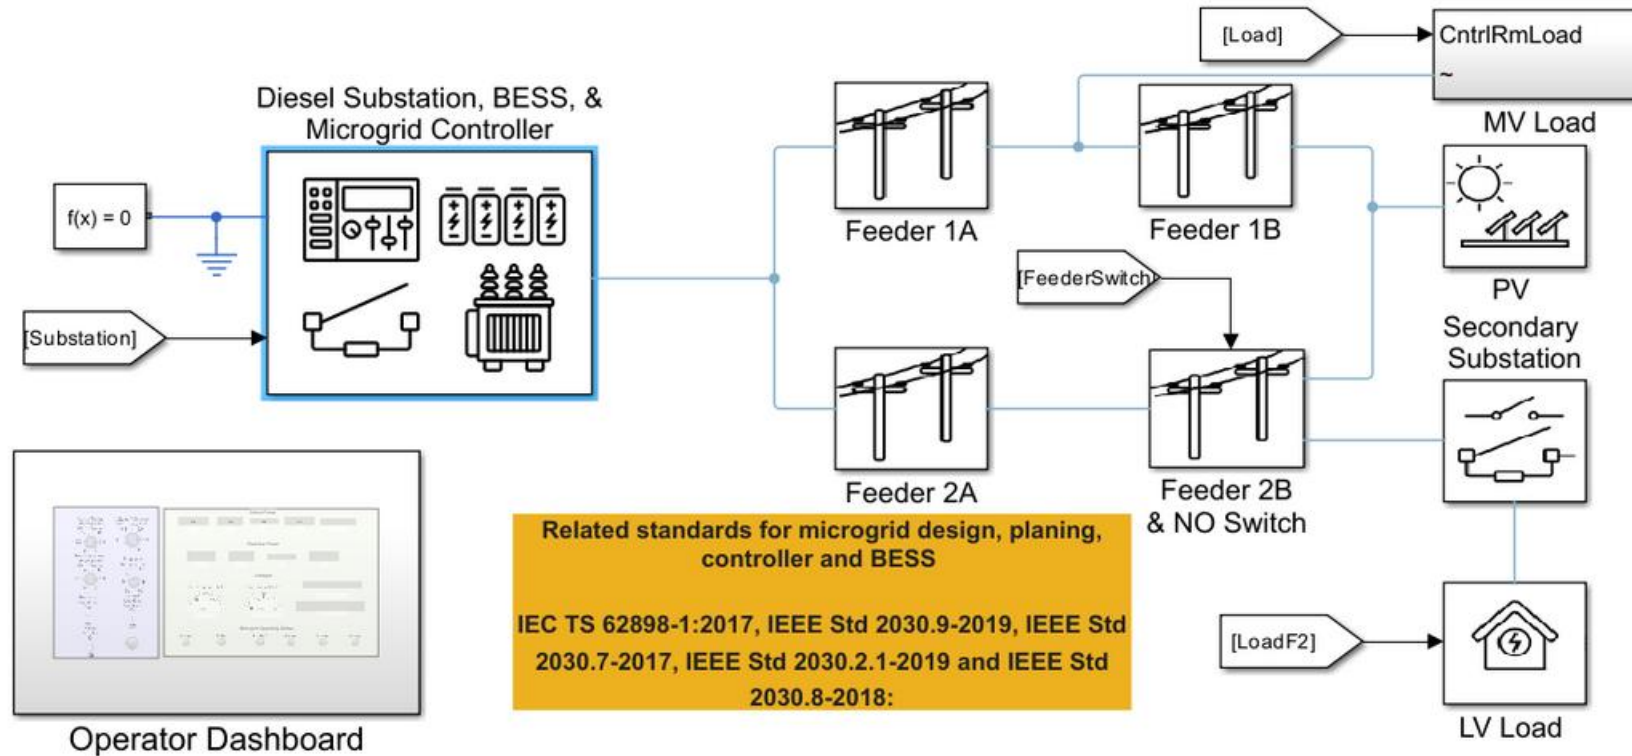 [Load]
CntrlRmLoad
~
MV Load
Diesel Substation, BESS, &
Microgrid Controller
f(x) = 0
[Substation]
Feeder 1A
Feeder 1B
PV
[FeederSwitch]
Secondary
Substation
Feeder 2A
Feeder 2B
& NO Switch
Related standards for microgrid design, planing,
controller and BESS
IEC TS 62898-1:2017, IEEE Std 2030.9-2019, IEEE Std
2030.7-2017, IEEE Std 2030.2.1-2019 and IEEE Std
2030.8-2018:
[LoadF2]
LV Load
Operator Dashboard